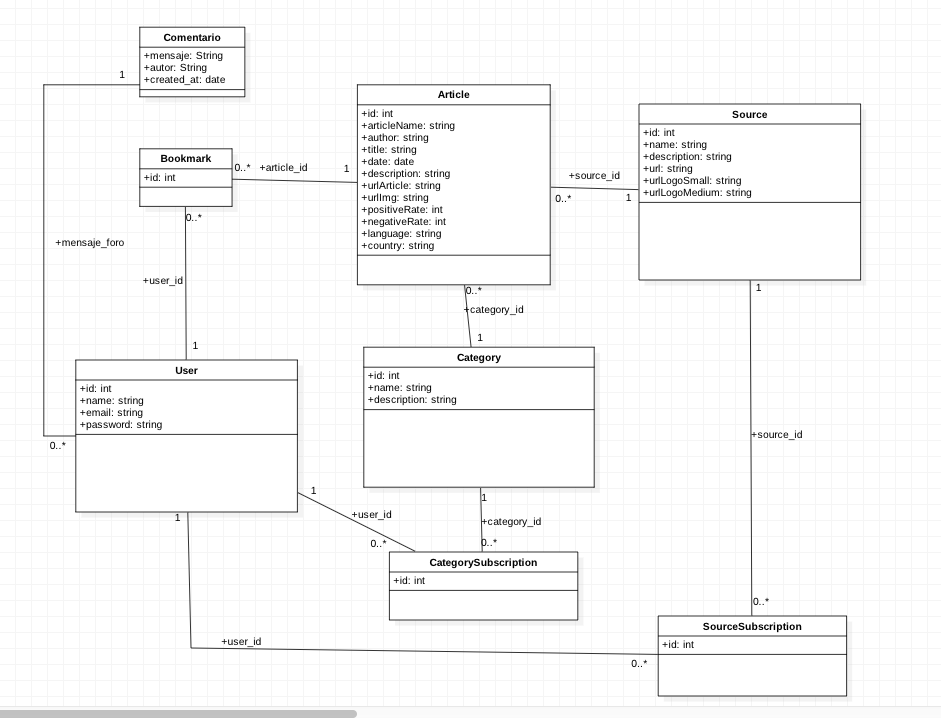 Comentario
+mensaje: String
+autor: String
+created_at: date
1
Article
+id: int
+articleName: string
+author: string
+title: string
+date: date
+description: string
+urlArticle: string
+urlImg: string
+positiveRate: int
+negativeRate: int
+language: string
+country: string
Source
+id: int
+name: string
+description: string
+url: string
+urlLogoSmall: string
+urlLogoMedium: string
Bookmark
+id: int
0..*
+article_id
1
+source_id
0..*
1
0..*
+mensaje_foro
+user_id
1
0..*
+category_id
1
1
User
+id: int
+name: string
+email: string
+password: string
0..*
Category
+id: int
+name: string
+description: string
+source_id
1
+user_id
0..*
1
+category_id
0..*
1
CategorySubscription
+id: int
0..*
SourceSubscription
+id: int
+user_id
0..*